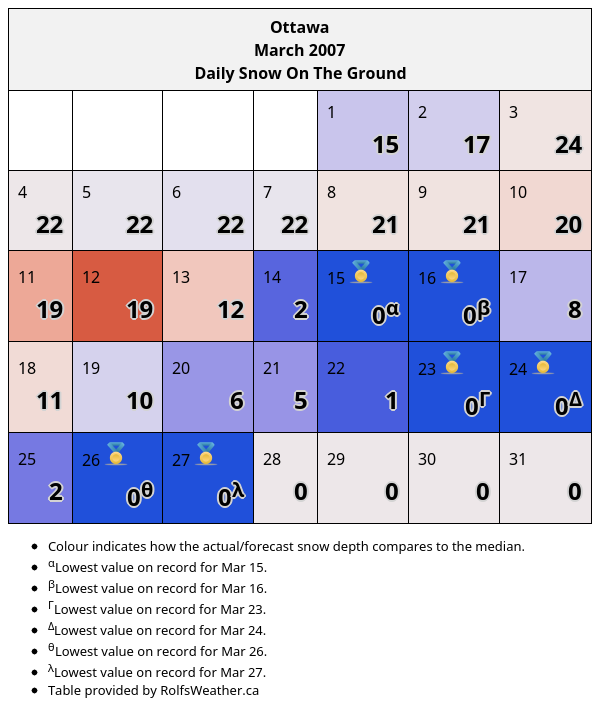 Ottawa
March 2007
Daily Snow On The Ground
1 2 3
15 17 24
4 5 6 7 8 9 10
22 22 22 22 21 21 20
11 12 13 14 15 16 17
19 19 12 2 0α 0β 8
18 19 20 21 22 23 24
11 10 6 5 1 0Γ 0Δ
25 26 27 28 29 30 31
2 0θ 0λ 0 0 0 0
Colour indicates how the actual/forecast snow depth compares to the median.
αLowest value on record for Mar 15.
βLowest value on record for Mar 16.
ΓLowest value on record for Mar 23.
ΔLowest value on record for Mar 24.
θLowest value on record for Mar 26.
λLowest value on record for Mar 27.
Table provided by RolfsWeather.ca